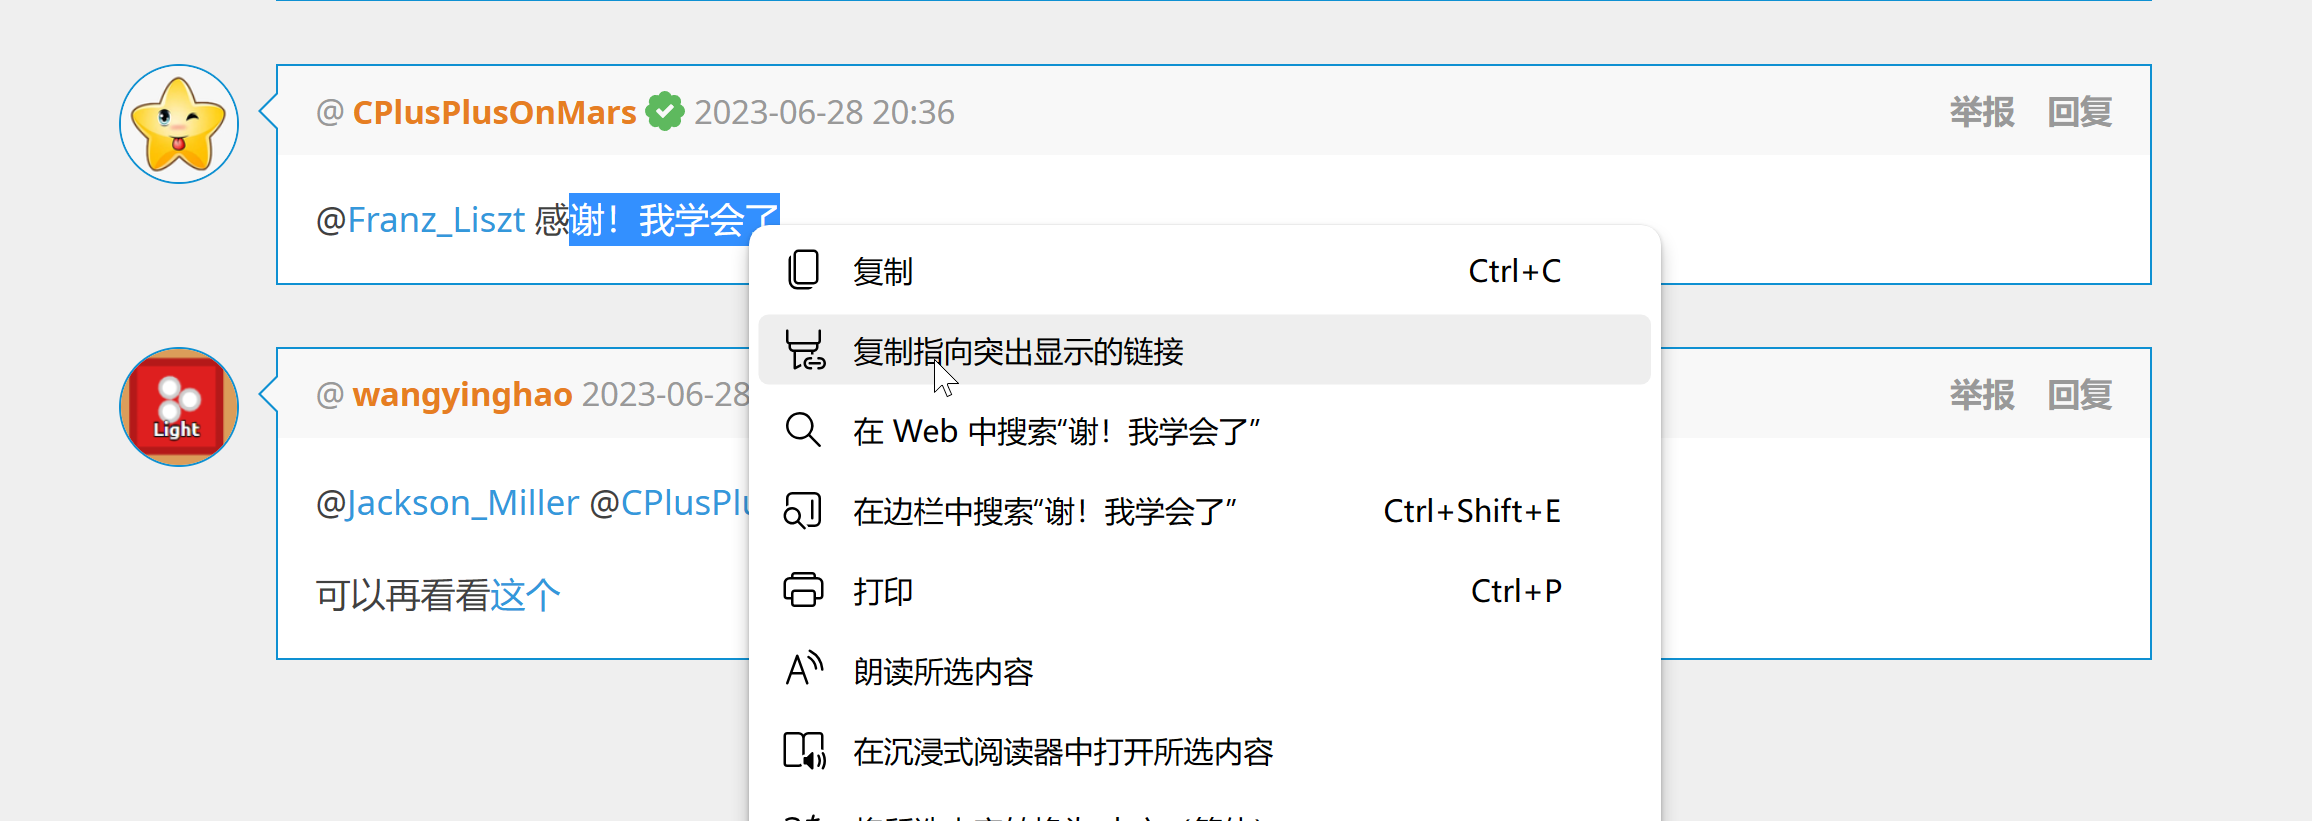 @ CPlusPlusOnMars 2023-06-28 20:36
举报 回复
@Franz_Liszt 感谢！我学会了
复制 Ctrl+C
复制指向突出显示的链接
在 Web 中搜索“谢！我学会了”
在边栏中搜索“谢！我学会了” Ctrl+Shift+E
打印 Ctrl+P
朗读所选内容
在沉浸式阅读器中打开所选内容
Light
@ wangyinghao 2023-06-28
举报 回复
@Jackson_Miller @CPlusPlu
可以再看看这个